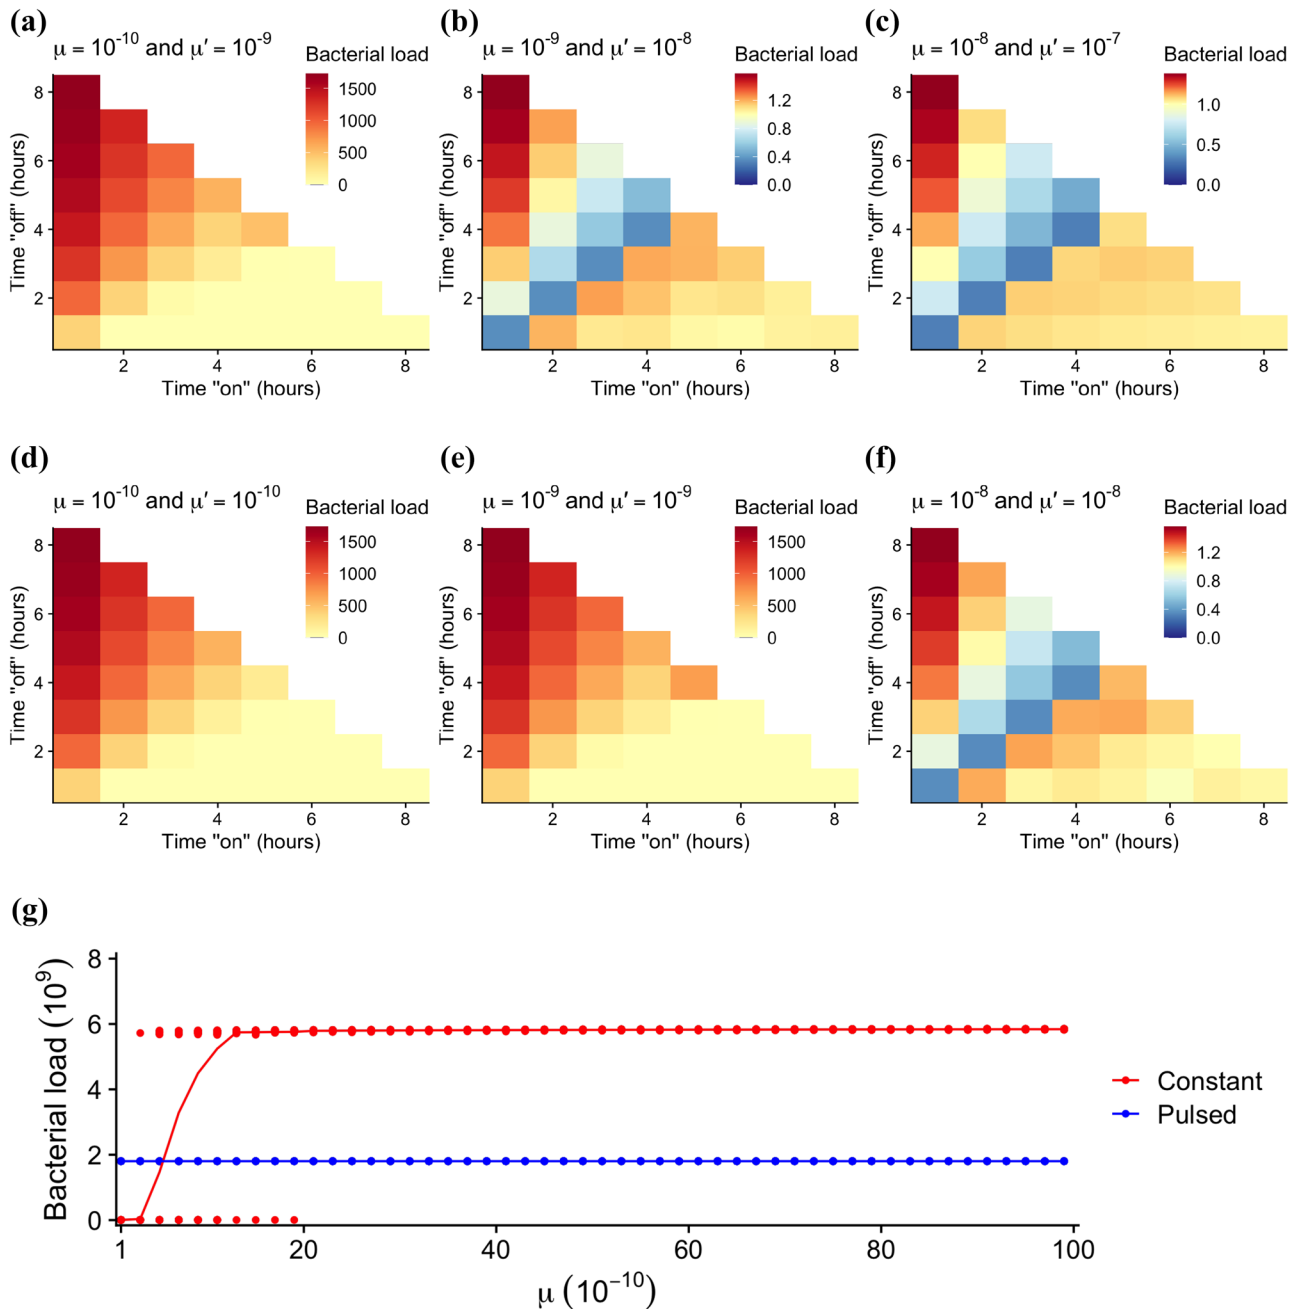 (a)
μ = 10⁻¹⁰ and μ′ = 10⁻⁹
Bacterial load
1500
1000
500
0
Time "off" (hours)
8
6
4
2
2 4 6 8
Time "on" (hours)
(b)
μ = 10⁻⁹ and μ′ = 10⁻⁸
Bacterial load
1.2
0.8
0.4
0.0
Time "off" (hours)
8
6
4
2
2 4 6 8
Time "on" (hours)
(c)
μ = 10⁻⁸ and μ′ = 10⁻⁷
Bacterial load
1.0
0.5
0.0
Time "off" (hours)
8
6
4
2
2 4 6 8
Time "on" (hours)
(d)
μ = 10⁻¹⁰ and μ′ = 10⁻¹⁰
Bacterial load
1500
1000
500
0
Time "off" (hours)
8
6
4
2
2 4 6 8
Time "on" (hours)
(e)
μ = 10⁻⁹ and μ′ = 10⁻⁹
Bacterial load
1500
1000
500
0
Time "off" (hours)
8
6
4
2
2 4 6 8
Time "on" (hours)
(f)
μ = 10⁻⁸ and μ′ = 10⁻⁸
Bacterial load
1.2
0.8
0.4
0.0
Time "off" (hours)
8
6
4
2
2 4 6 8
Time "on" (hours)
(g)
Bacterial load (10⁹)
8
6
4
2
0
1 20 40 60 80 100
μ (10⁻¹⁰)
Constant
Pulsed